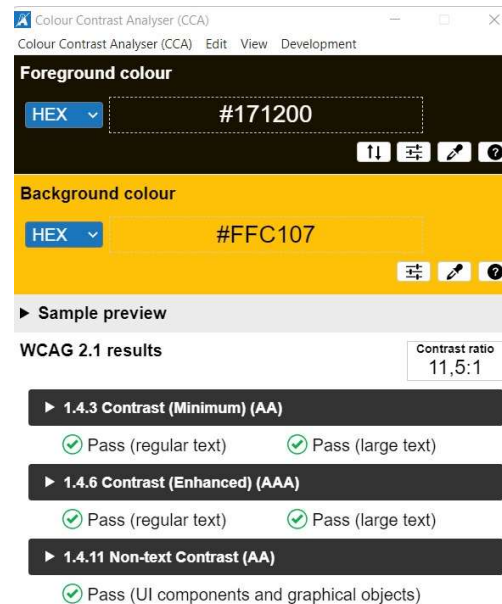 Colour Contrast Analyser (CCA)
Colour Contrast Analyser (CCA) Edit View Development
Foreground colour
HEX #171200
Background colour
HEX #FFC107
Sample preview
WCAG 2.1 results
Contrast ratio
11,5:1
1.4.3 Contrast (Minimum) (AA)
Pass (regular text) Pass (large text)
1.4.6 Contrast (Enhanced) (AAA)
Pass (regular text) Pass (large text)
1.4.11 Non-text Contrast (AA)
Pass (UI components and graphical objects)